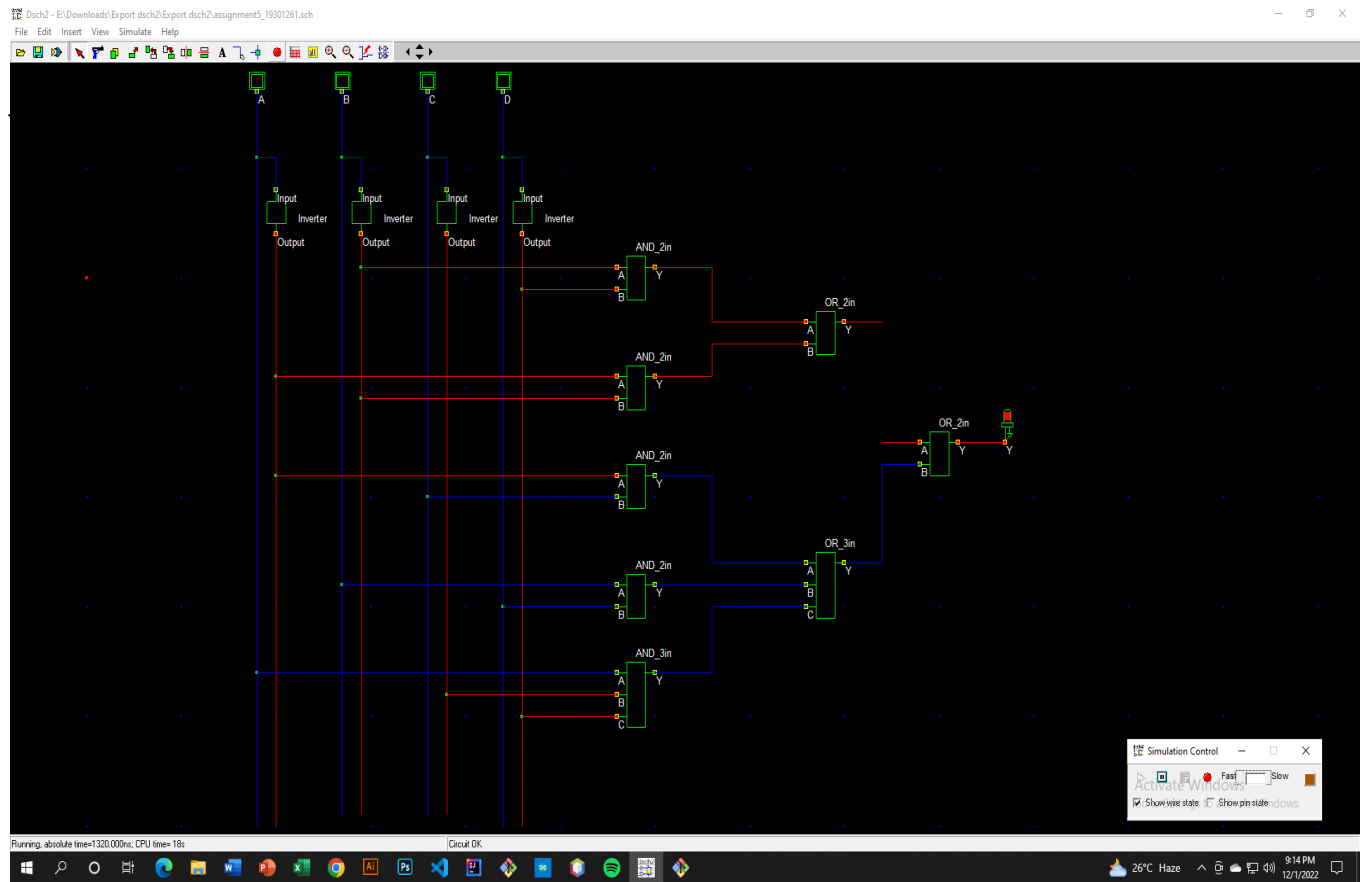 Dsch2 - E:\Downloads\Export dsch2\Export dsch2\assignment5_19301261.sch
File Edit Insert View Simulate Help
A B C D
Input Input Input Input
Inverter Inverter Inverter Inverter
Output Output Output Output
AND_2in
A Y
B
OR_2in
A Y
B
AND_2in
A Y
B
OR_2in
A Y Y
B
AND_2in
A Y
B
OR_3in
A Y
B
C
AND_2in
A Y
B
AND_3in
A Y
B
C
Simulation Control
Fast Slow
Activate Windows
Show wire state Show pin state
Running, absolute time=1320.000ns; CPU time= 18s Circuit OK
26°C Haze
9:14 PM
12/1/2022